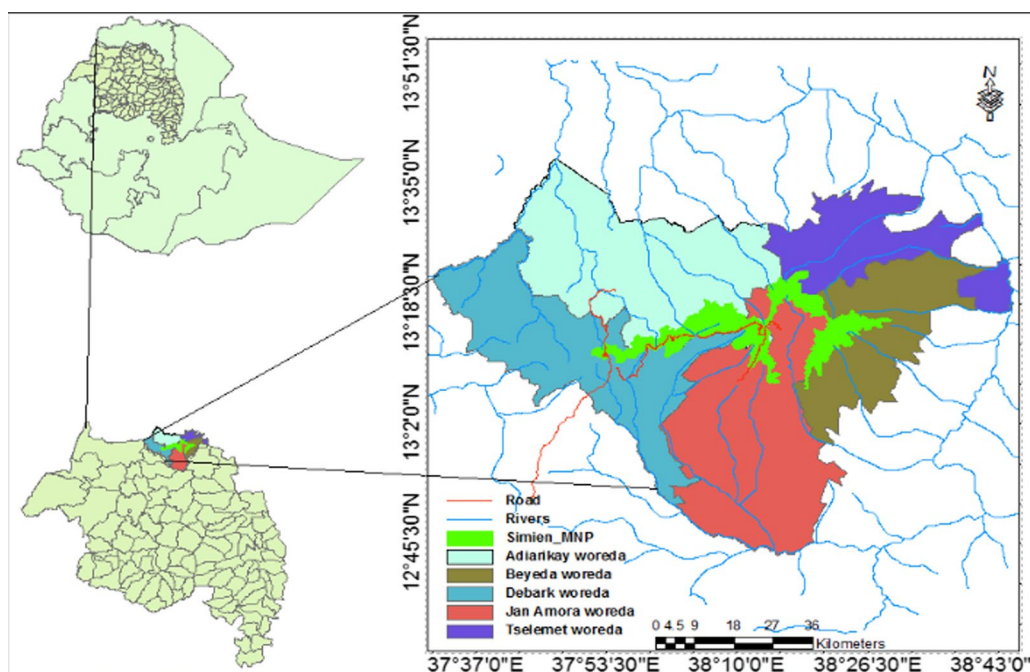 N
13°51'30"N
13°35'0"N
13°18'30"N
13°2'0"N
12°45'30"N
Road
Rivers
Simien_MNP
Adiarikay woreda
Beyeda woreda
Debark woreda
Jan Amora woreda
Tselemet woreda
0 4.5 9 18 27 36
Kilometers
37°37'0"E 37°53'30"E 38°10'0"E 38°26'30"E 38°43'0"E